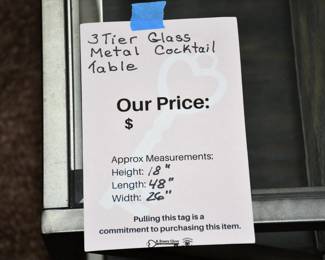 3 Tier Glass
Metal Cocktail
Table
Our Price:
$
Approx Measurements:
Height: 18"
Length: 48"
Width: 26"
Pulling this tag is a
commitment to purchasing this item.